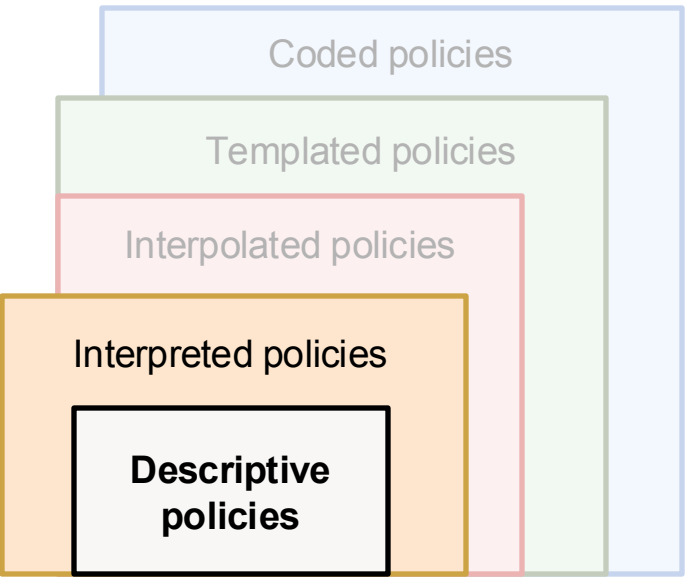 Coded policies
Templated policies
Interpolated policies
Interpreted policies
Descriptive
policies